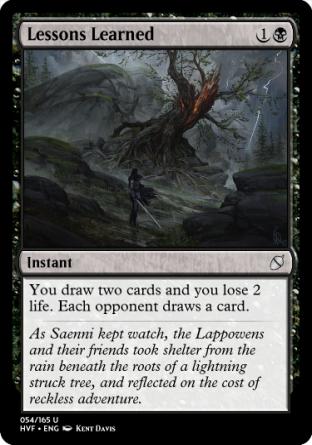 Lessons Learned 1
Instant
You draw two cards and you lose 2
life. Each opponent draws a card.
As Saenni kept watch, the Lappowens
and their friends took shelter from the
rain beneath the roots of a lightning
struck tree, and reflected on the cost of
reckless adventure.
054/165 U
HVF • ENG KENT DAVIS